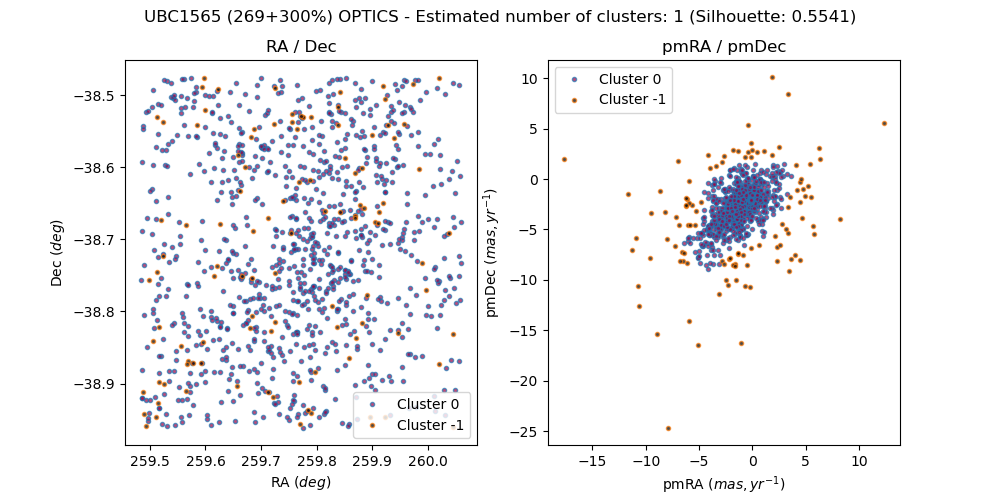 UBC1565 (269+300%) OPTICS - Estimated number of clusters: 1 (Silhouette: 0.5541)
RA / Dec
−38.5
−38.6
−38.7
−38.8
−38.9
Dec (deg)
259.5 259.6 259.7 259.8 259.9 260.0
RA (deg)
Cluster 0
Cluster -1
pmRA / pmDec
10
5
0
−5
−10
−15
−20
−25
pmDec (mas, yr⁻¹)
−15 −10 −5 0 5 10
pmRA (mas, yr⁻¹)
Cluster 0
Cluster -1